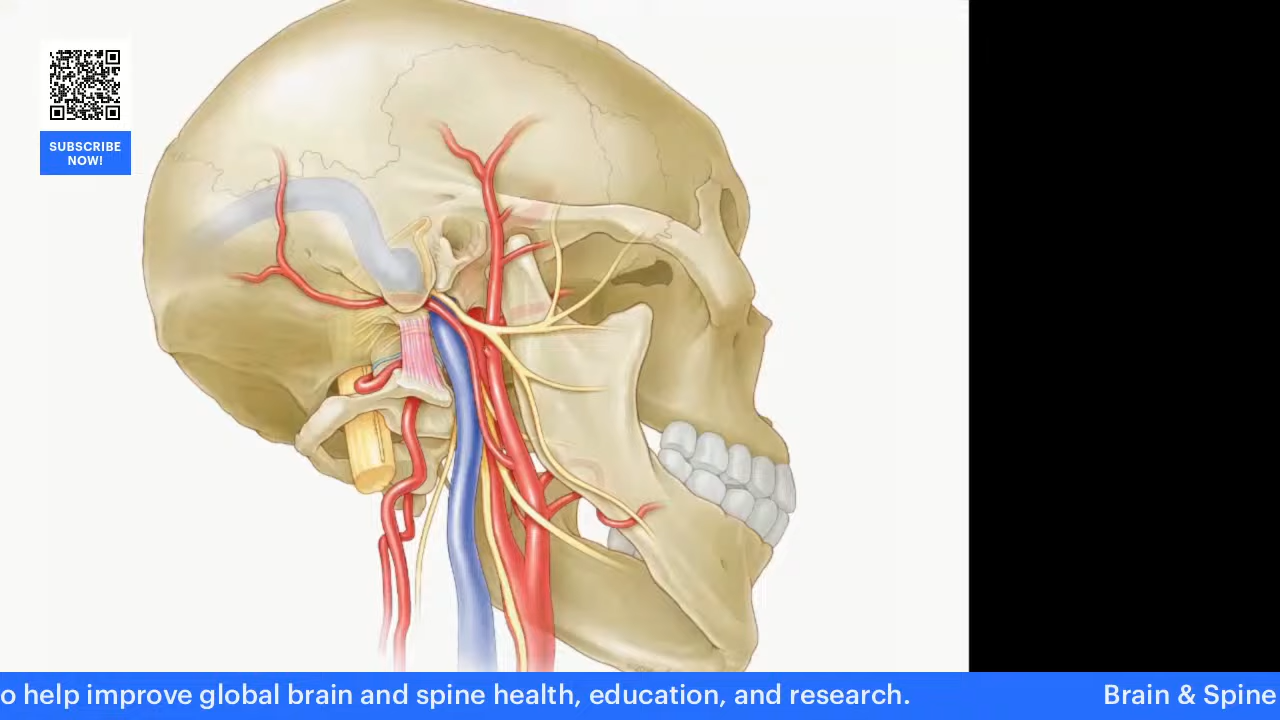 SUBSCRIBE
NOW!
o help improve global brain and spine health, education, and research.
Brain & Spine